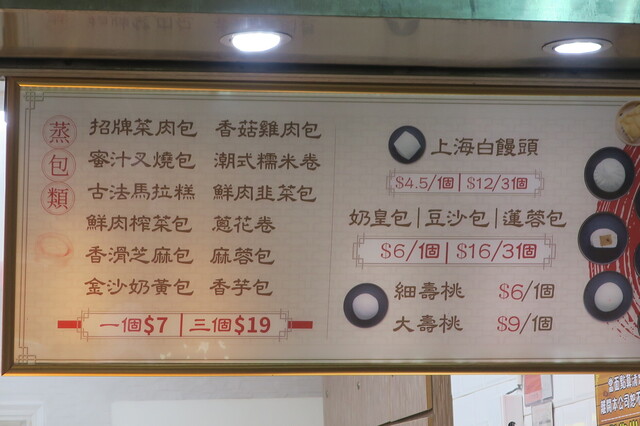 蒸包類
招牌菜肉包 香菇雞肉包
蜜汁叉燒包 潮式糯米卷
古法馬拉糕 鮮肉韭菜包
鮮肉榨菜包 蔥花卷
香滑芝麻包 麻蓉包
金沙奶黃包 香芋包
一個$7 | 三個$19
上海白饅頭
$4.5/個 | $12/3個
奶皇包 | 豆沙包 | 蓮蓉包
$6/個 | $16/31個
細壽桃 $6/個
大壽桃 $9/個